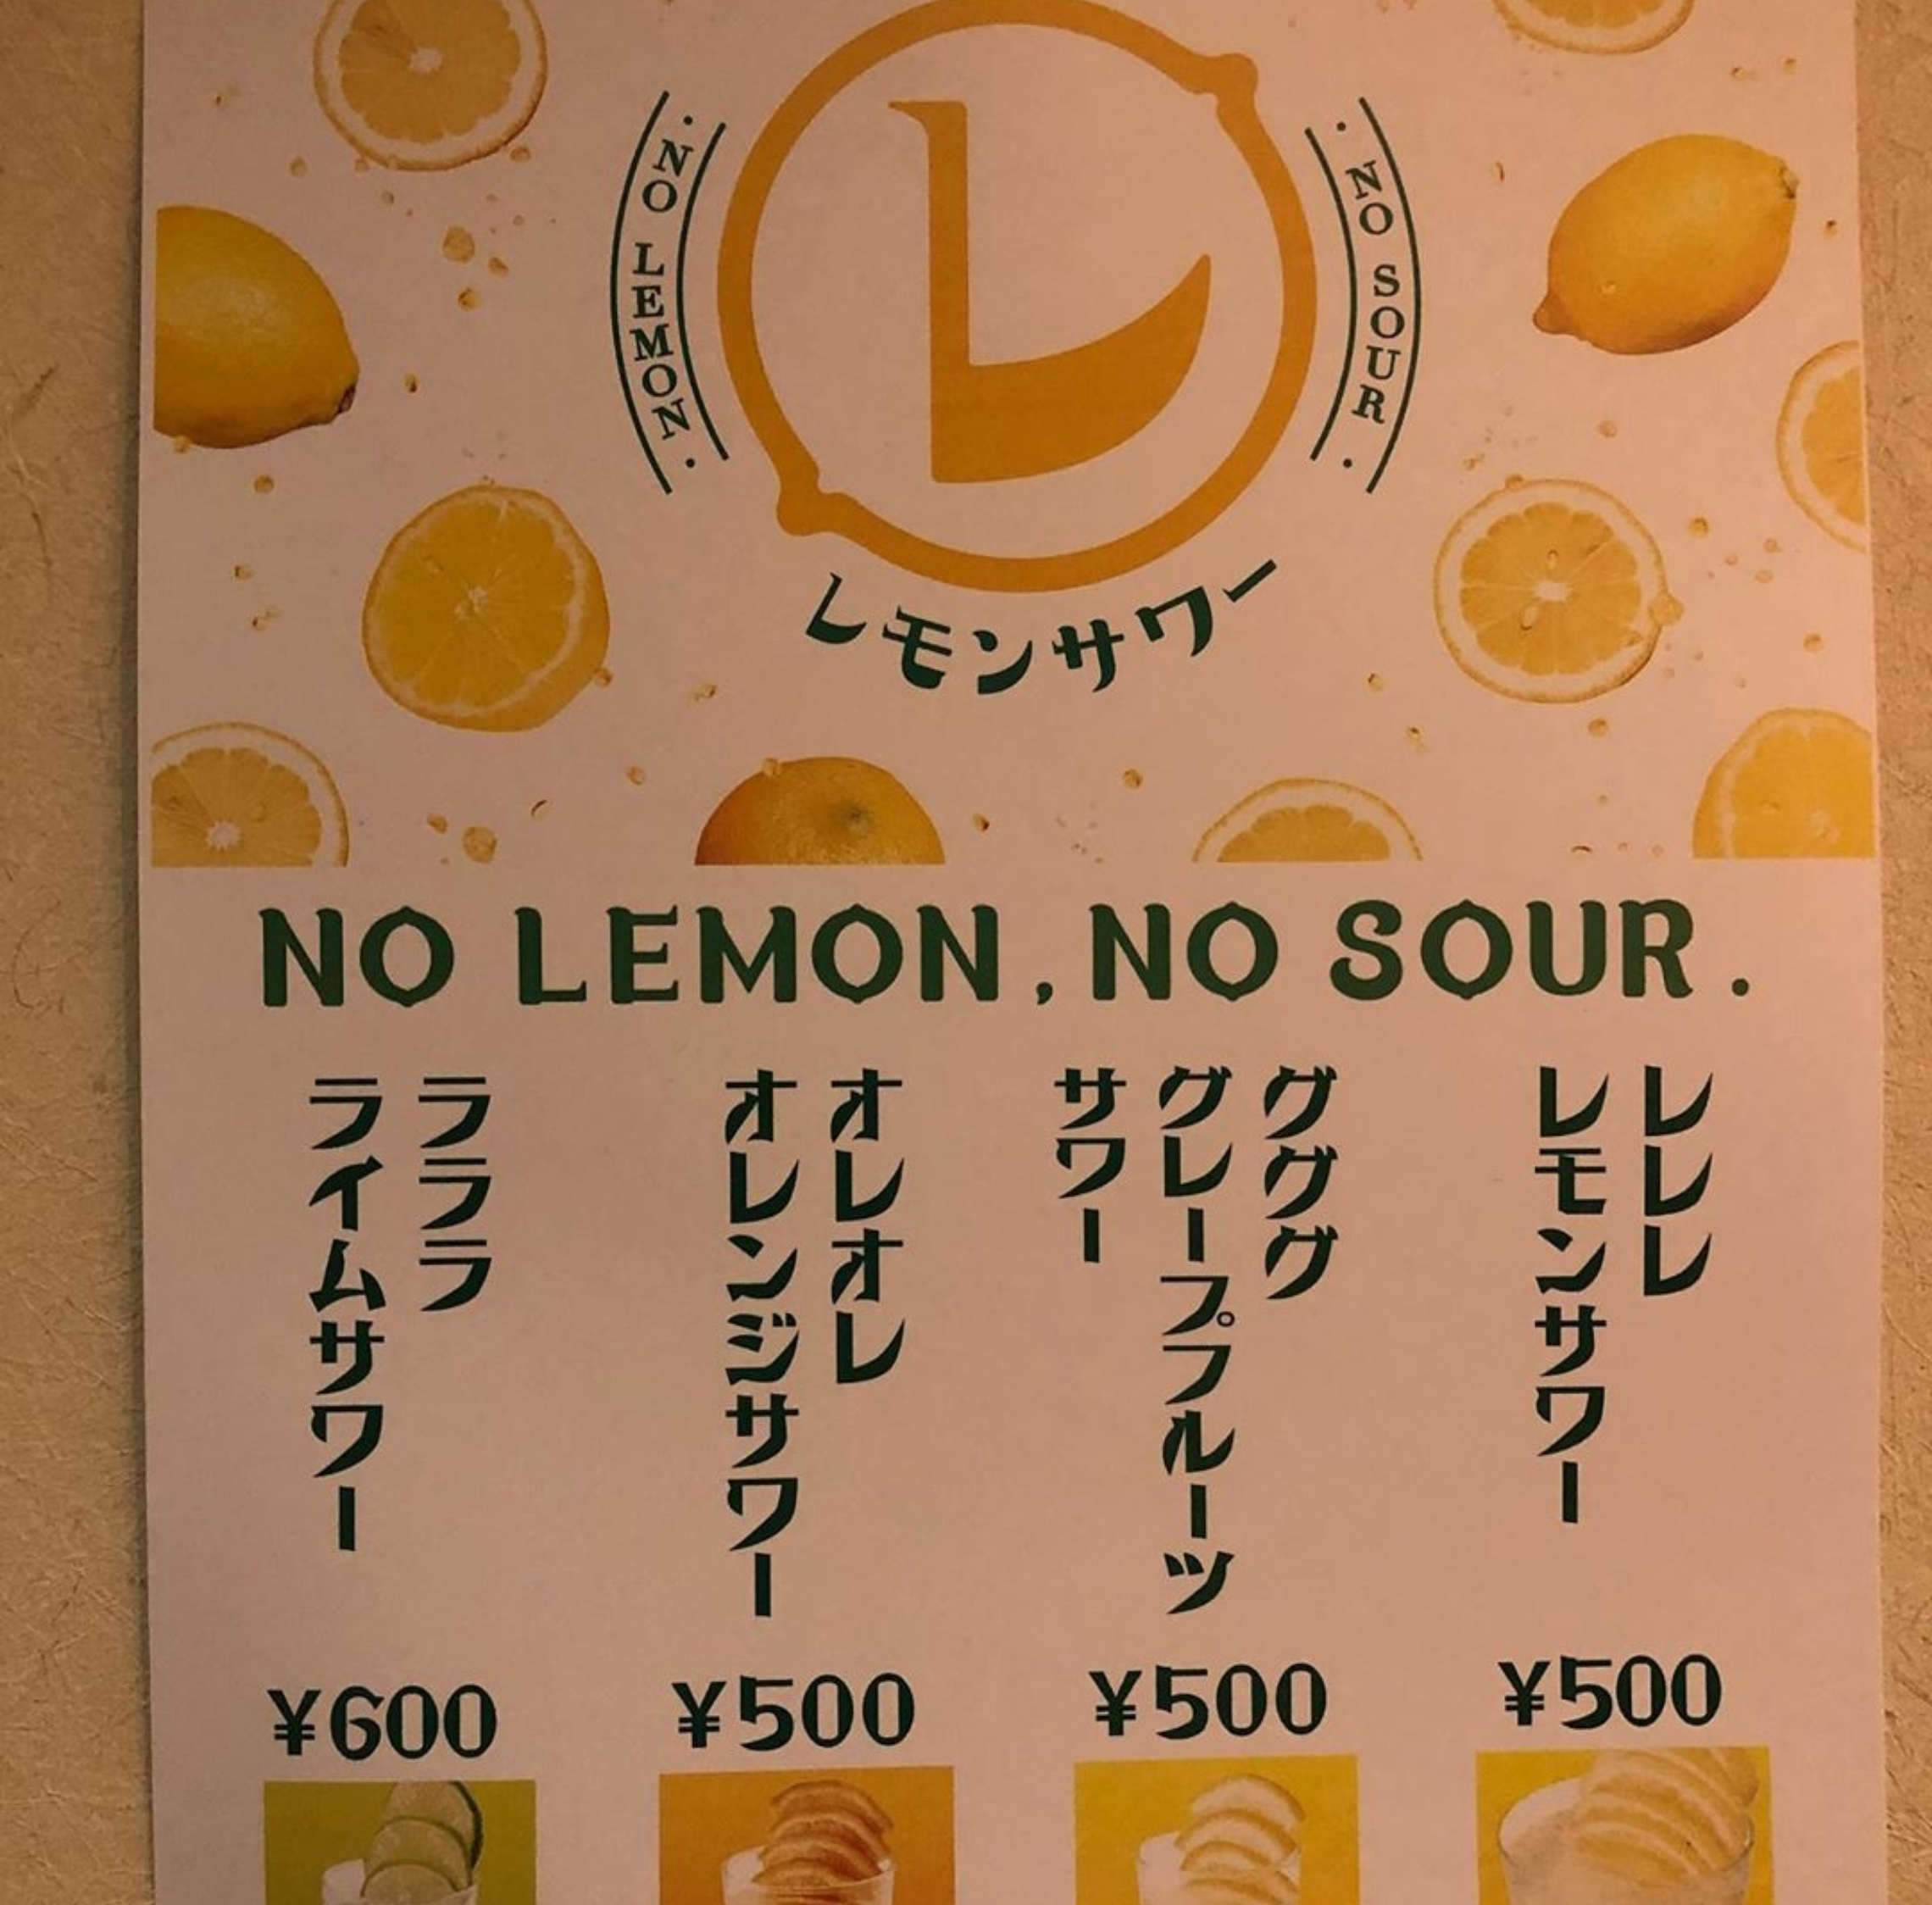 NO LEMON
L
NO SOUR
レモンサワー
NO LEMON, NO SOUR.
レレレ
レモンサワー
¥500
グググ
グレープフルーツ
サワー
¥500
オレオレ
オレンジサワー
¥500
ラララ
ライムサワー
¥600